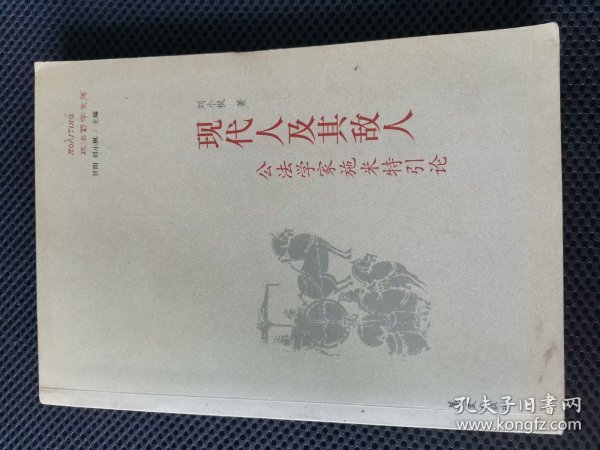 πολιτικά
政治哲学文库
甘阳 刘小枫 主编
刘小枫 著
现代人及其敌人
公法学家施米特引论
孔夫子旧书网
www.kongfz.com